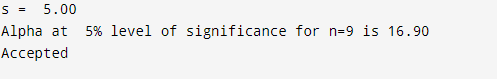 s =  5.00
Alpha at  5% level of significance for n=9 is 16.90
Accepted